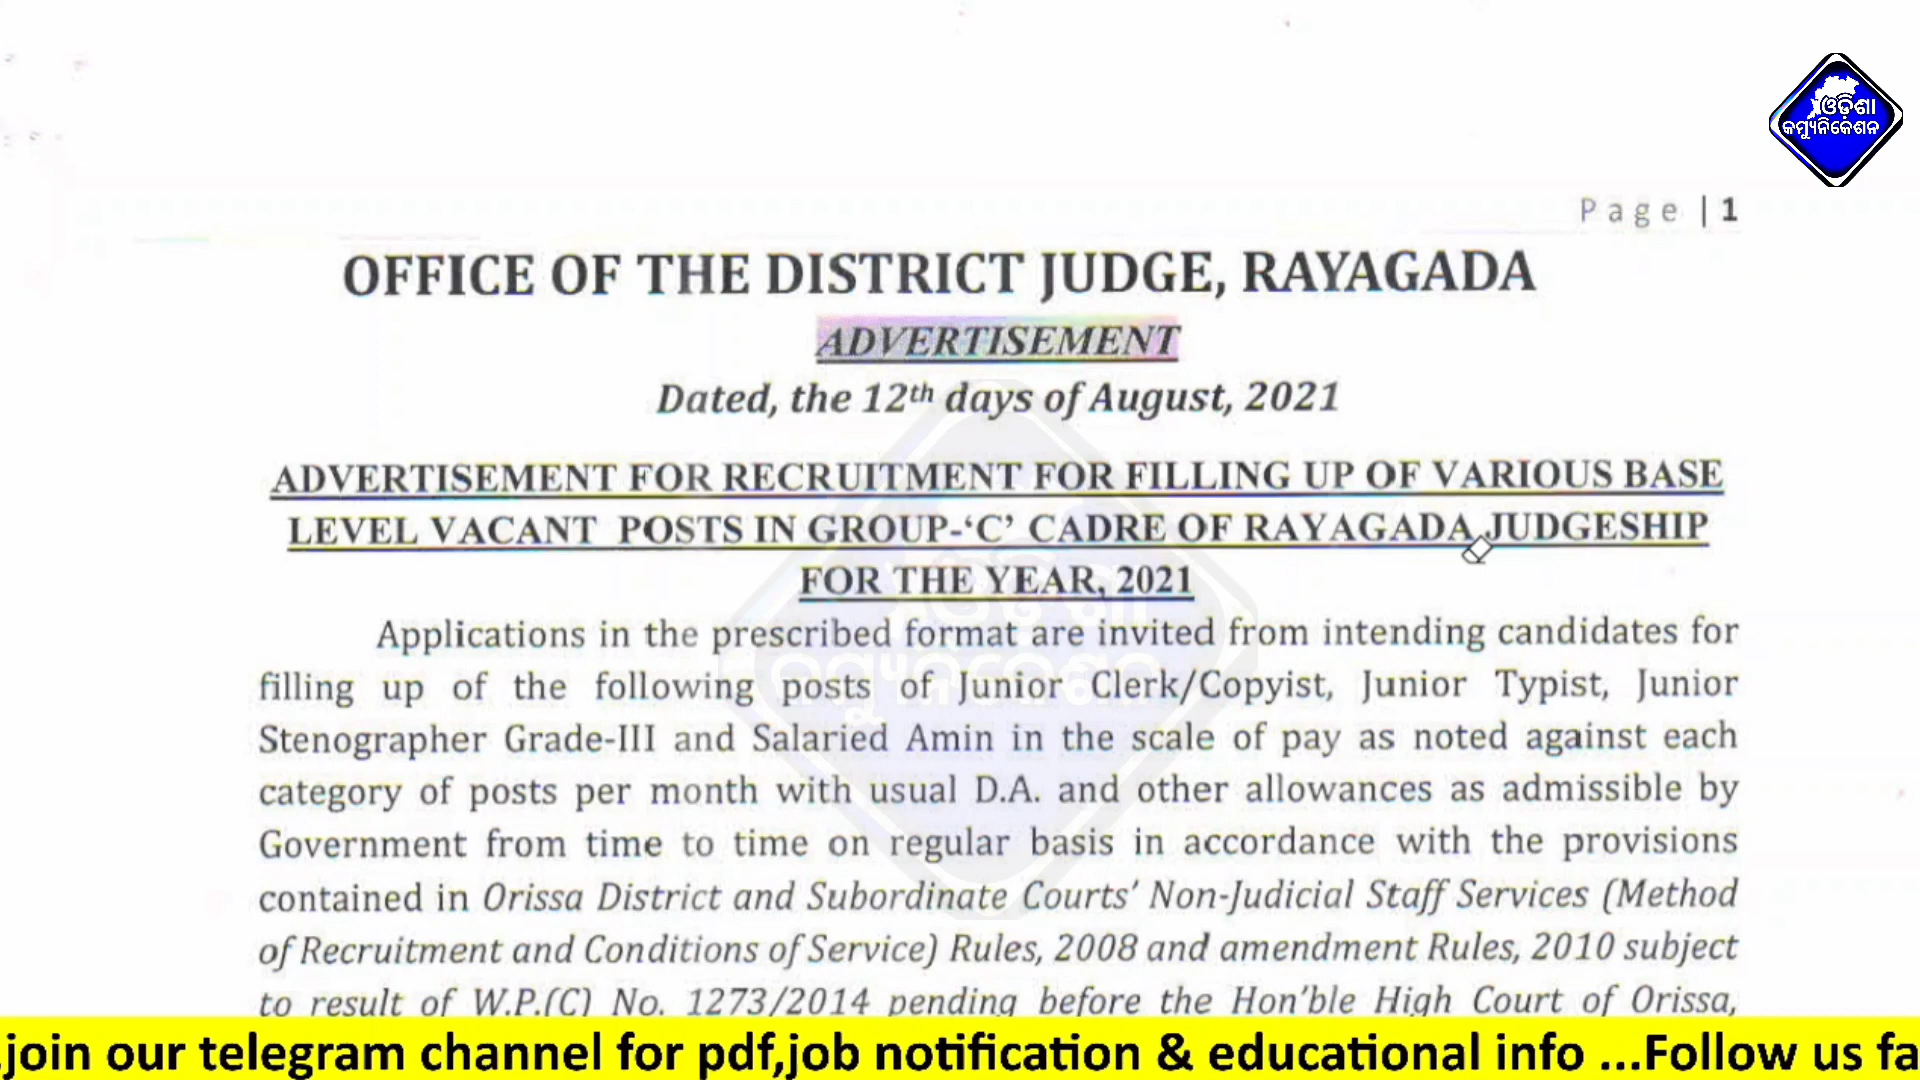 ଓଡ଼ିଶା
କମ୍ୟୁନିକେଶନ
Page | 1
OFFICE OF THE DISTRICT JUDGE, RAYAGADA
ADVERTISEMENT
Dated, the 12th days of August, 2021
ADVERTISEMENT FOR RECRUITMENT FOR FILLING UP OF VARIOUS BASE
LEVEL VACANT POSTS IN GROUP-‘C’ CADRE OF RAYAGADA JUDGESHIP
FOR THE YEAR, 2021
Applications in the prescribed format are invited from intending candidates for
filling up of the following posts of Junior Clerk/Copyist, Junior Typist, Junior
Stenographer Grade-III and Salaried Amin in the scale of pay as noted against each
category of posts per month with usual D.A. and other allowances as admissible by
Government from time to time on regular basis in accordance with the provisions
contained in Orissa District and Subordinate Courts’ Non-Judicial Staff Services (Method
of Recruitment and Conditions of Service) Rules, 2008 and amendment Rules, 2010 subject
to result of W.P.(C) No. 1273/2014 pending before the Hon’ble High Court of Orissa,
,join our telegram channel for pdf,job notification & educational info ...Follow us fa